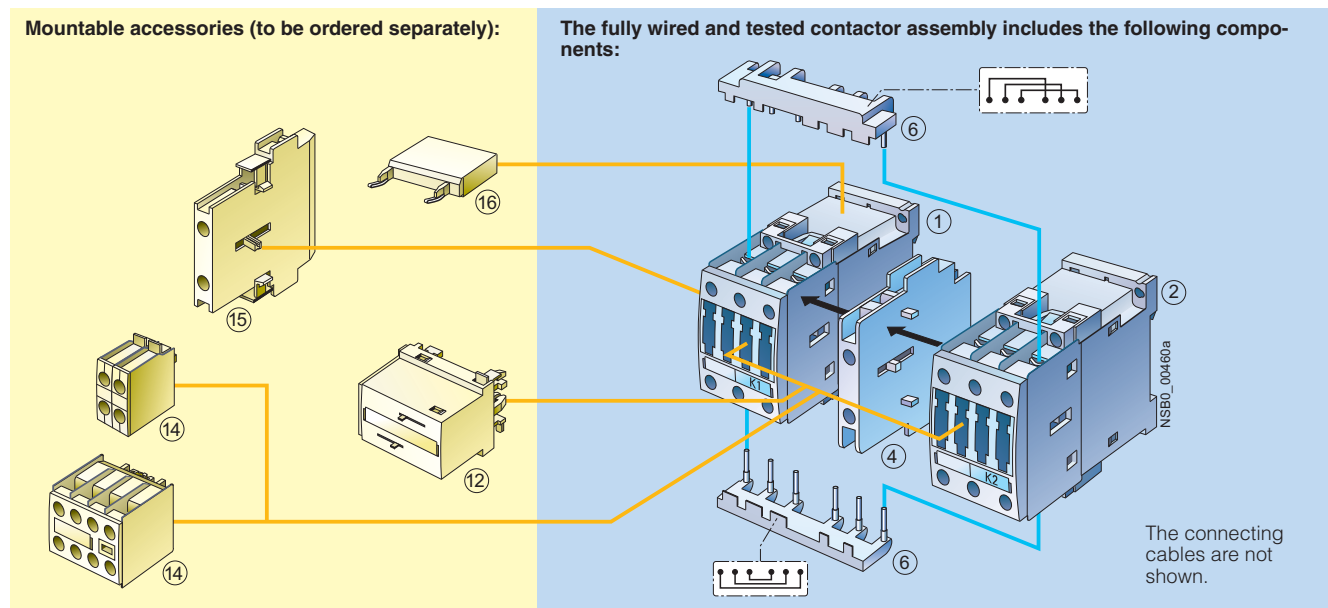 Mountable accessories (to be ordered separately):
The fully wired and tested contactor assembly includes the following compo-
nents:
6
16
1
2
15
K1
NSB0_00460a
14
12
4
K2
14
6
The connecting
cables are not
shown.